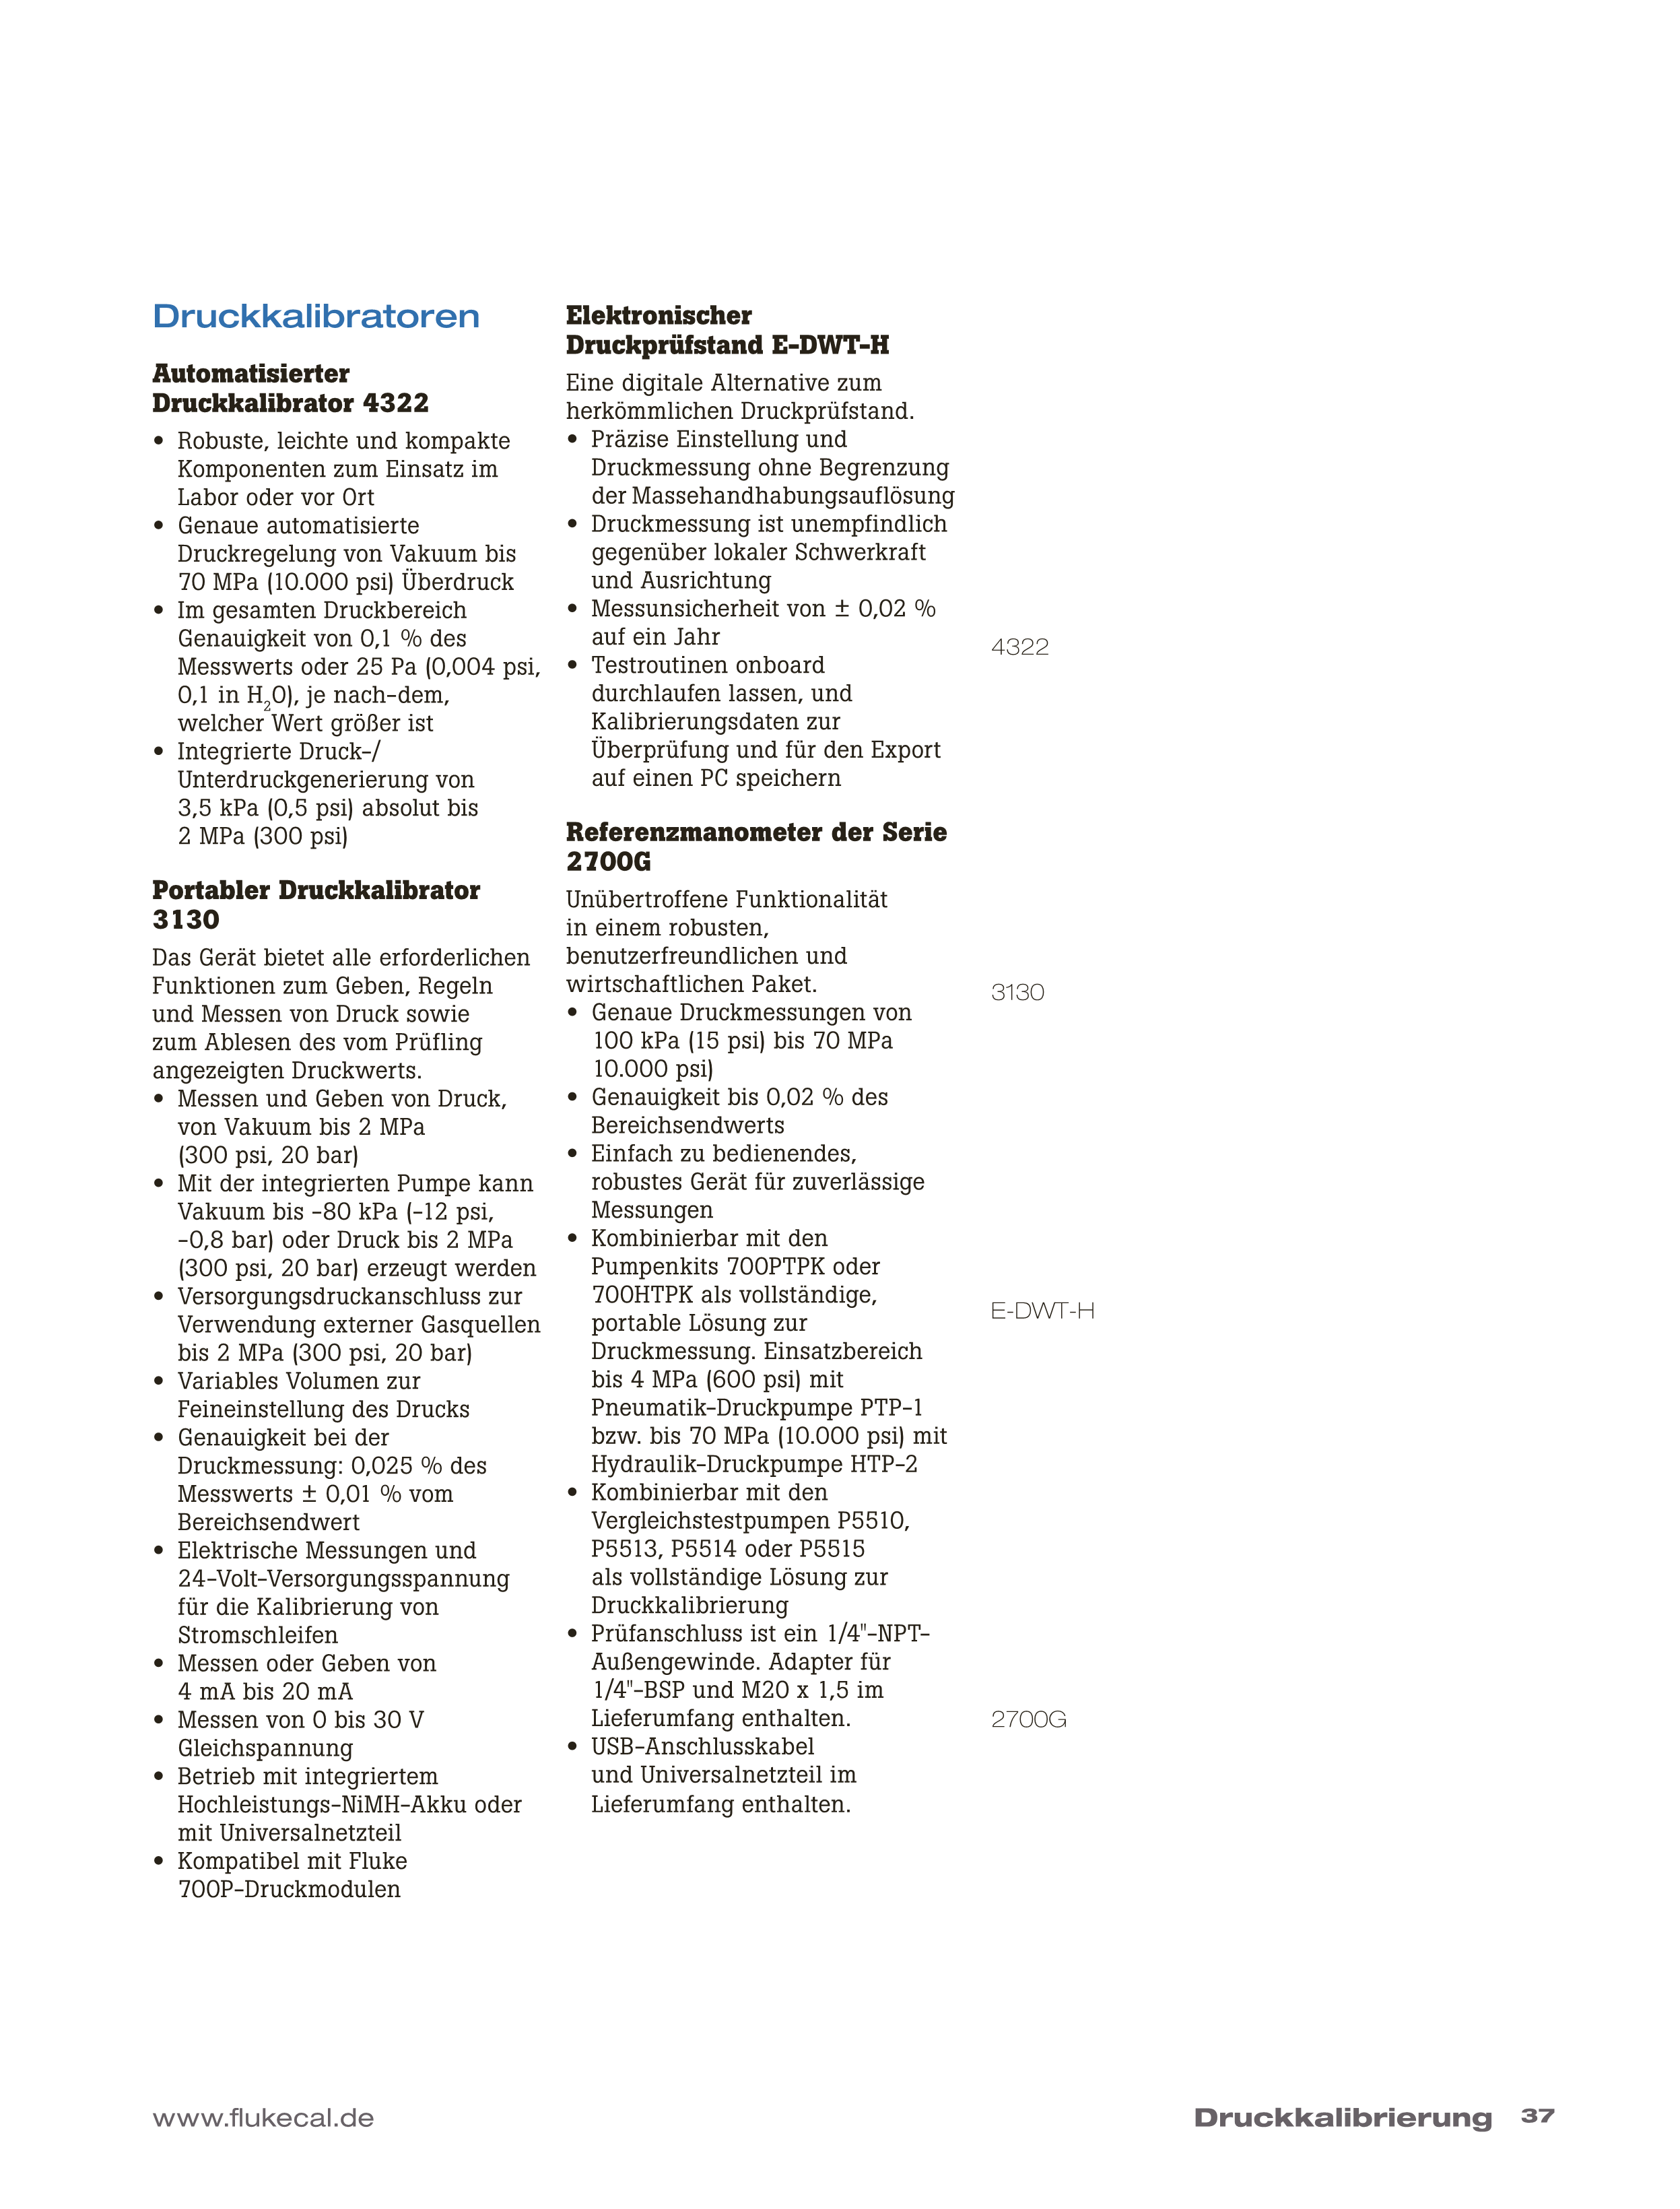 Druckkalibratoren
Automatisierter
Druckkalibrator 4322
• Robuste, leichte und kompakte
Komponenten zum Einsatz im
Labor oder vor Ort
• Genaue automatisierte
Druckregelung von Vakuum bis
70 MPa (10.000 psi) Überdruck
• Im gesamten Druckbereich
Genauigkeit von 0,1 % des
Messwerts oder 25 Pa (0,004 psi,
0,1 in H₂O), je nach-dem,
welcher Wert größer ist
• Integrierte Druck-/
Unterdruckgenerierung von
3,5 kPa (0,5 psi) absolut bis
2 MPa (300 psi)
Portabler Druckkalibrator
3130
Das Gerät bietet alle erforderlichen
Funktionen zum Geben, Regeln
und Messen von Druck sowie
zum Ablesen des vom Prüfling
angezeigten Druckwerts.
• Messen und Geben von Druck,
von Vakuum bis 2 MPa
(300 psi, 20 bar)
• Mit der integrierten Pumpe kann
Vakuum bis -80 kPa (-12 psi,
-0,8 bar) oder Druck bis 2 MPa
(300 psi, 20 bar) erzeugt werden
• Versorgungsdruckanschluss zur
Verwendung externer Gasquellen
bis 2 MPa (300 psi, 20 bar)
• Variables Volumen zur
Feineinstellung des Drucks
• Genauigkeit bei der
Druckmessung: 0,025 % des
Messwerts ± 0,01 % vom
Bereichsendwert
• Elektrische Messungen und
24-Volt-Versorgungsspannung
für die Kalibrierung von
Stromschleifen
• Messen oder Geben von
4 mA bis 20 mA
• Messen von 0 bis 30 V
Gleichspannung
• Betrieb mit integriertem
Hochleistungs-NiMH-Akku oder
mit Universalnetzteil
• Kompatibel mit Fluke
700P-Druckmodulen
Elektronischer
Druckprüfstand E-DWT-H
Eine digitale Alternative zum
herkömmlichen Druckprüfstand.
• Präzise Einstellung und
Druckmessung ohne Begrenzung
der Massehandhabungsauflösung
• Druckmessung ist unempfindlich
gegenüber lokaler Schwerkraft
und Ausrichtung
• Messunsicherheit von ± 0,02 %
auf ein Jahr
• Testroutinen onboard
durchlaufen lassen, und
Kalibrierungsdaten zur
Überprüfung und für den Export
auf einen PC speichern
Referenzmanometer der Serie
2700G
Unübertroffene Funktionalität
in einem robusten,
benutzerfreundlichen und
wirtschaftlichen Paket.
• Genaue Druckmessungen von
100 kPa (15 psi) bis 70 MPa
10.000 psi)
• Genauigkeit bis 0,02 % des
Bereichsendwerts
• Einfach zu bedienendes,
robustes Gerät für zuverlässige
Messungen
• Kombinierbar mit den
Pumpenkits 700PTPK oder
700HTPK als vollständige,
portable Lösung zur
Druckmessung. Einsatzbereich
bis 4 MPa (600 psi) mit
Pneumatik-Druckpumpe PTP-1
bzw. bis 70 MPa (10.000 psi) mit
Hydraulik-Druckpumpe HTP-2
• Kombinierbar mit den
Vergleichstestpumpen P5510,
P5513, P5514 oder P5515
als vollständige Lösung zur
Druckkalibrierung
• Prüfanschluss ist ein 1/4"-NPT-
Außengewinde. Adapter für
1/4"-BSP und M20 x 1,5 im
Lieferumfang enthalten.
• USB-Anschlusskabel
und Universalnetzteil im
Lieferumfang enthalten.
4322
3130
E-DWT-H
2700G
www.flukecal.de
Druckkalibrierung 37